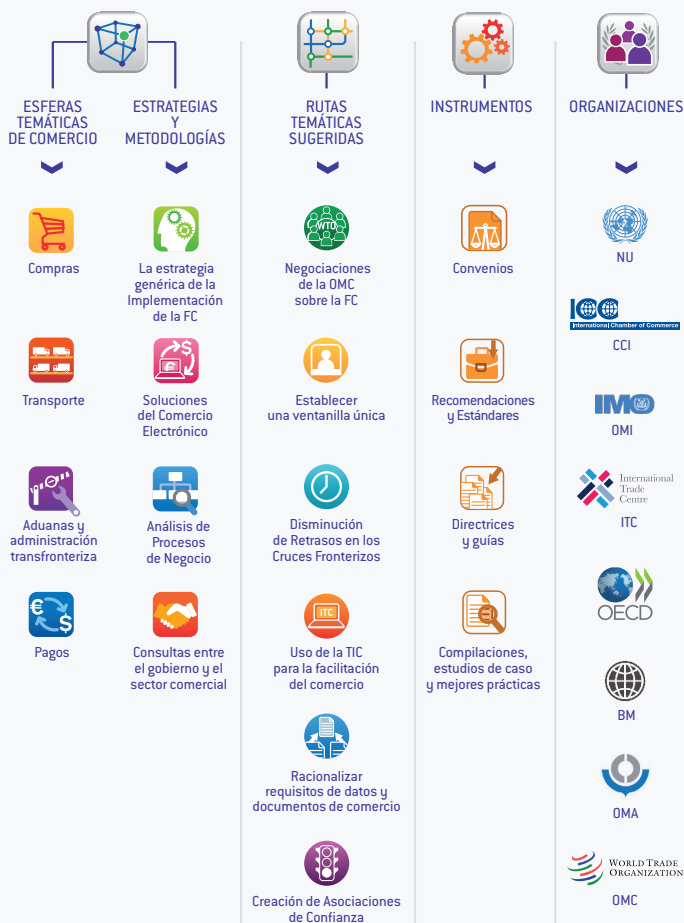 ESFERAS
TEMÁTICAS
DE COMERCIO
Compras
Transporte
Aduanas y
administración
transfronteriza
€
$
Pagos
ESTRATEGIAS
Y
METODOLOGÍAS
La estrategia
genérica de la
Implementación
de la FC
$
€
Soluciones
del Comercio
Electrónico
Análisis de
Procesos
de Negocio
Consultas entre
el gobierno y el
sector comercial
RUTAS
TEMÁTICAS
SUGERIDAS
WTO
Negociaciones
de la OMC
sobre la FC
Establecer
una ventanilla única
Disminución
de Retrasos en los
Cruces Fronterizos
ITC
Uso de la TIC
para la facilitación
del comercio
Racionalizar
requisitos de datos y
documentos de comercio
Creación de Asociaciones
de Confianza
INSTRUMENTOS
Convenios
Recomendaciones
y Estándares
Directrices
y guías
Compilaciones,
estudios de caso
y mejores prácticas
ORGANIZACIONES
NU
ICC
International Chamber of Commerce
CCI
IMO
OMI
International
Trade
Centre
ITC
OECD
BM
OMA
WORLD TRADE
ORGANIZATION
OMC